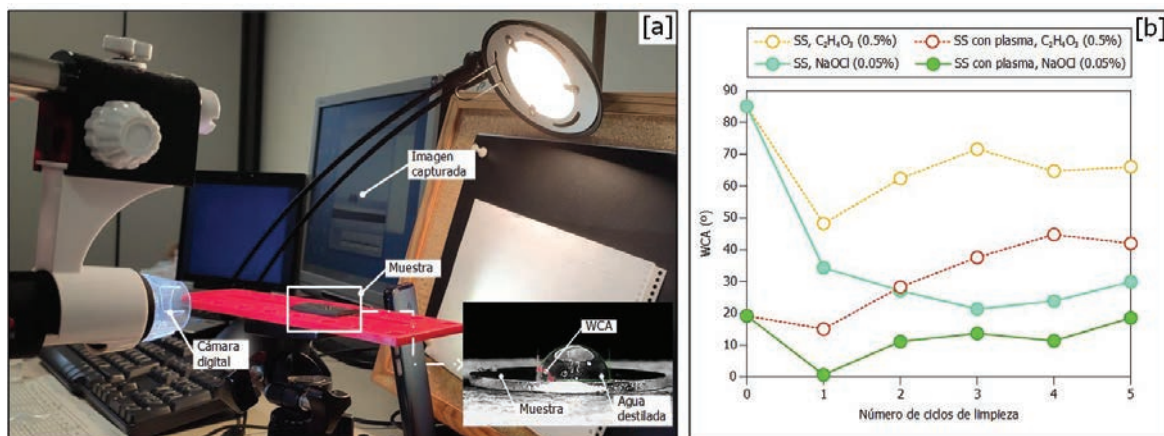 [a]
Imagen
capturada
Muestra
Cámara
digital
WCA
Muestra
Agua
destilada
[b]
SS, C₂H₄O₃ (0.5%)
SS con plasma, C₂H₄O₃ (0.5%)
SS, NaOCl (0.05%)
SS con plasma, NaOCl (0.05%)
WCA (º)
90
80
70
60
50
40
30
20
10
0
0 1 2 3 4 5
Número de ciclos de limpieza